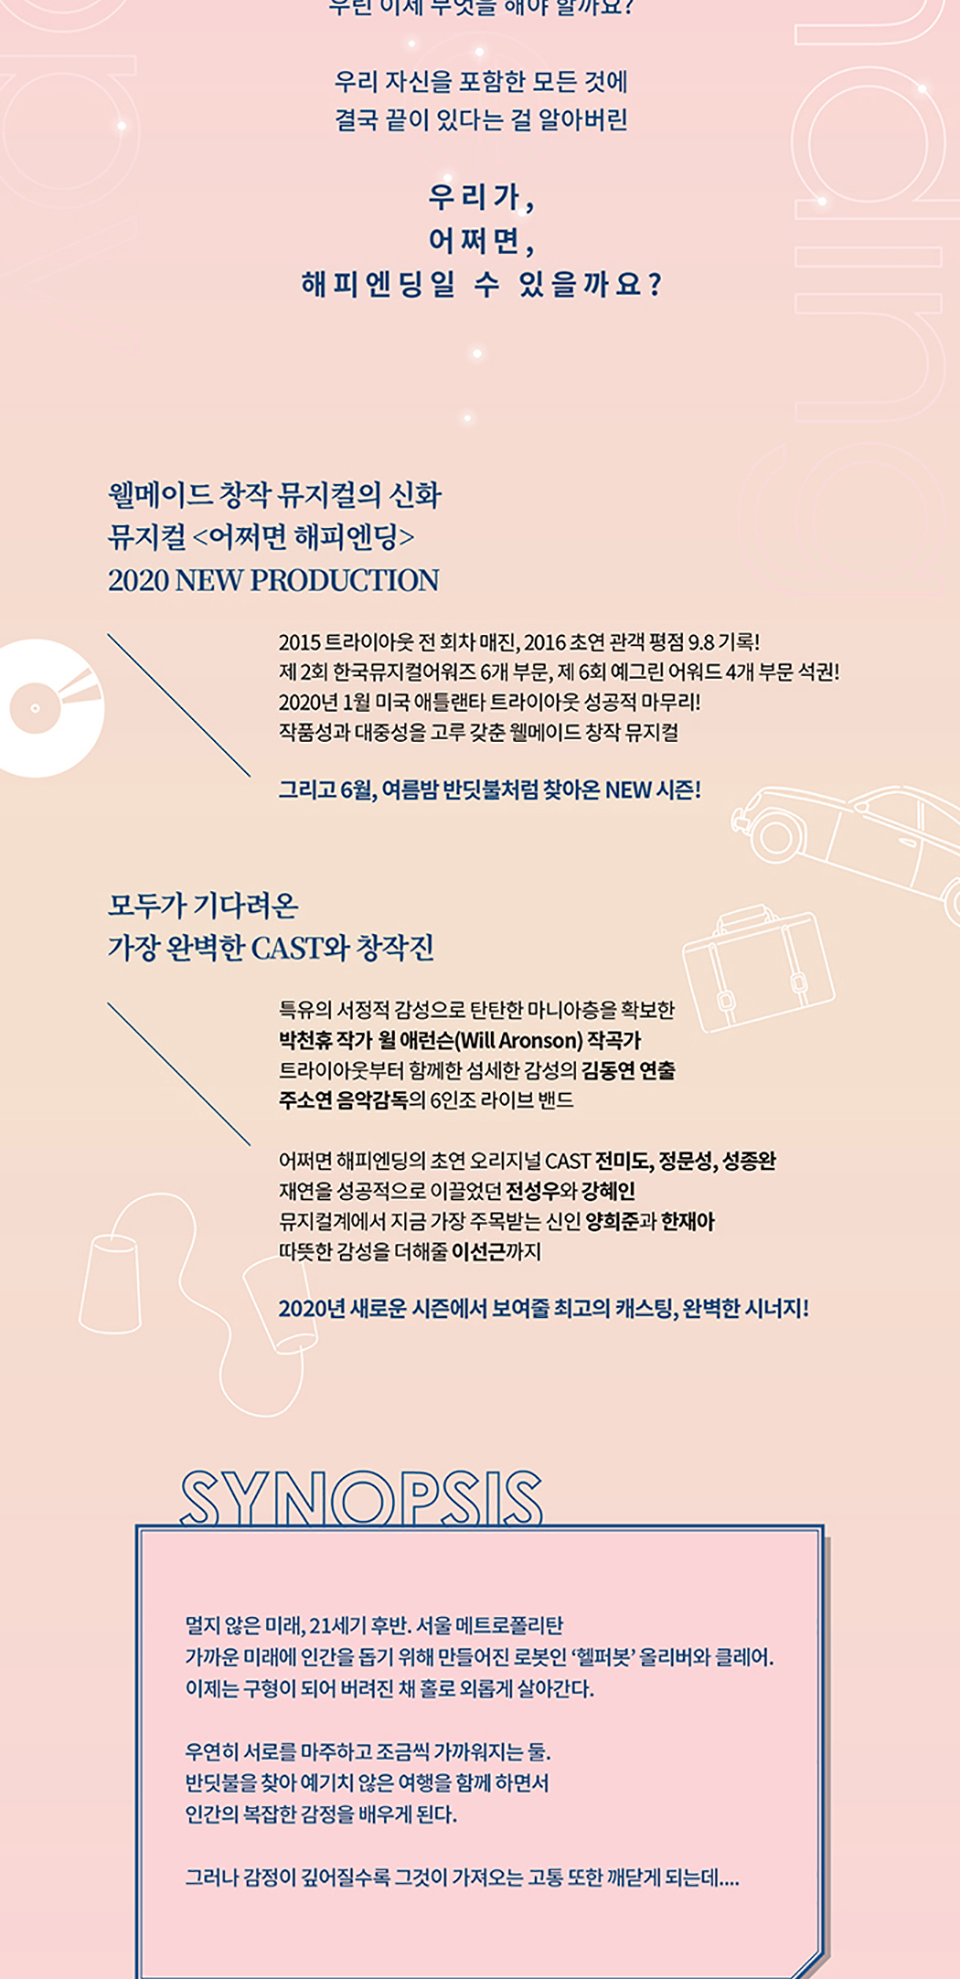 우린 이제 무엇을 해야 할까요?
우리 자신을 포함한 모든 것에
결국 끝이 있다는 걸 알아버린
우리가,
어쩌면,
해피엔딩일 수 있을까요?
웰메이드 창작 뮤지컬의 신화
뮤지컬 <어쩌면 해피엔딩>
2020 NEW PRODUCTION
2015 트라이아웃 전 회차 매진, 2016 초연 관객 평점 9.8 기록!
제 2회 한국뮤지컬어워즈 6개 부문, 제 6회 예그린 어워드 4개 부문 석권!
2020년 1월 미국 애틀랜타 트라이아웃 성공적 마무리!
작품성과 대중성을 고루 갖춘 웰메이드 창작 뮤지컬
그리고 6월, 여름밤 반딧불처럼 찾아온 NEW 시즌!
모두가 기다려온
가장 완벽한 CAST와 창작진
특유의 서정적 감성으로 탄탄한 마니아층을 확보한
박천휴 작가 윌 애런슨(Will Aronson) 작곡가
트라이아웃부터 함께한 섬세한 감성의 김동연 연출
주소연 음악감독의 6인조 라이브 밴드
어쩌면 해피엔딩의 초연 오리지널 CAST 전미도, 정문성, 성종완
재연을 성공적으로 이끌었던 전성우와 강혜인
뮤지컬계에서 지금 가장 주목받는 신인 양희준과 한재아
따뜻한 감성을 더해줄 이선근까지
2020년 새로운 시즌에서 보여줄 최고의 캐스팅, 완벽한 시너지!
SYNOPSIS
멀지 않은 미래, 21세기 후반. 서울 메트로폴리탄
가까운 미래에 인간을 돕기 위해 만들어진 로봇인 ‘헬퍼봇’ 올리버와 클레어.
이제는 구형이 되어 버려진 채 홀로 외롭게 살아간다.
우연히 서로를 마주하고 조금씩 가까워지는 둘.
반딧불을 찾아 예기치 않은 여행을 함께 하면서
인간의 복잡한 감정을 배우게 된다.
그러나 감정이 깊어질수록 그것이 가져오는 고통 또한 깨닫게 되는데....